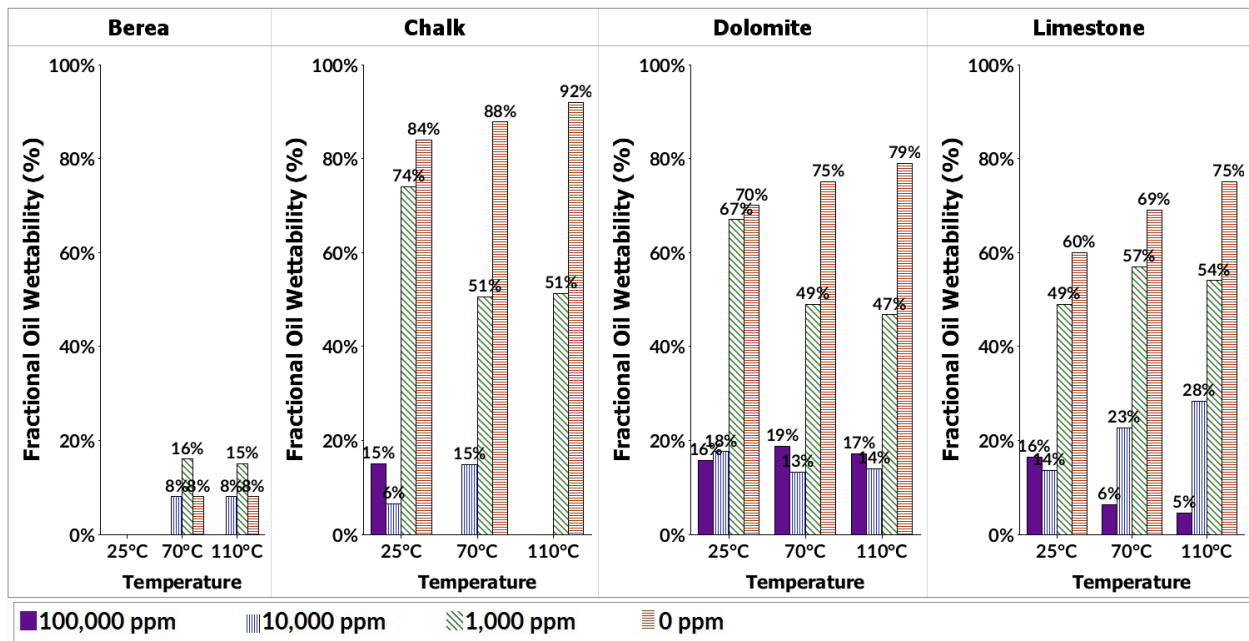 Berea
Chalk
Dolomite
Limestone
Fractional Oil Wettability (%)
100%
80%
60%
40%
20%
0%
8%
16%
8%
8%
15%
8%
25°C
70°C
110°C
Temperature
Fractional Oil Wettability (%)
100%
80%
60%
40%
20%
0%
15%
6%
74%
84%
15%
51%
88%
51%
92%
25°C
70°C
110°C
Temperature
Fractional Oil Wettability (%)
100%
80%
60%
40%
20%
0%
16%
18%
67%
70%
19%
13%
49%
75%
17%
14%
47%
79%
25°C
70°C
110°C
Temperature
Fractional Oil Wettability (%)
100%
80%
60%
40%
20%
0%
16%
14%
49%
60%
6%
23%
57%
69%
5%
28%
54%
75%
25°C
70°C
110°C
Temperature
100,000 ppm
10,000 ppm
1,000 ppm
0 ppm